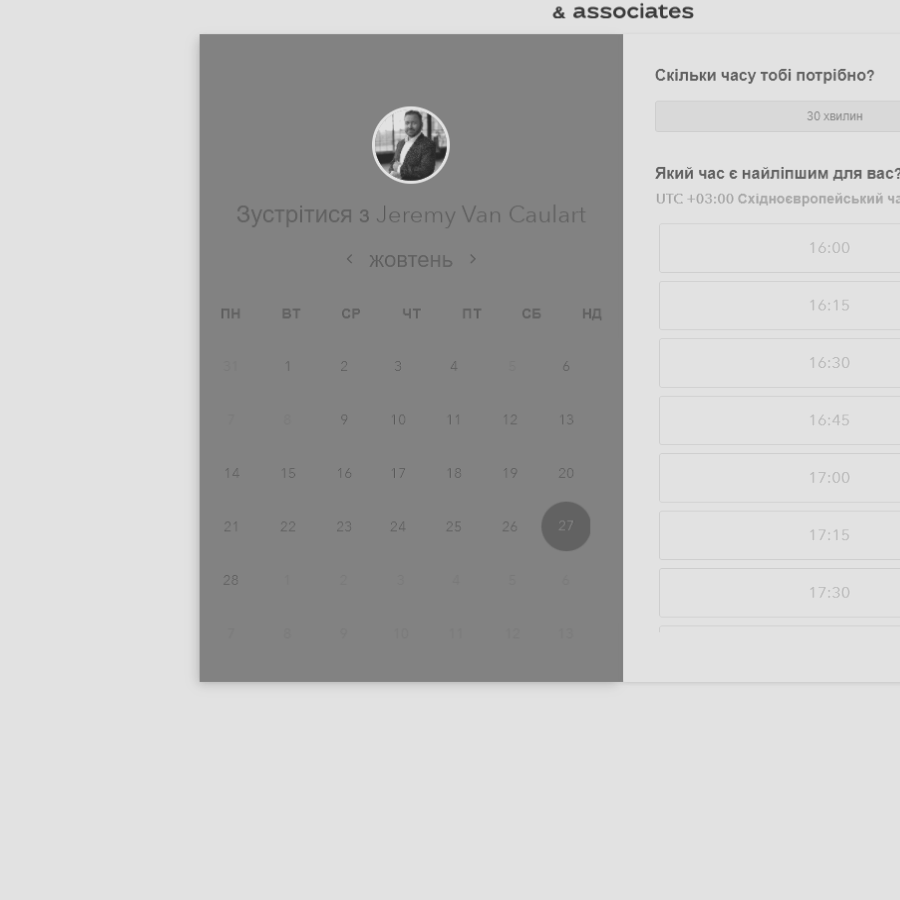 & associates
Зустрітися з Jeremy Van Caulart
жовтень
ПН ВТ СР ЧТ ПТ СБ НД
31 1 2 3 4 5 6
7 8 9 10 11 12 13
14 15 16 17 18 19 20
21 22 23 24 25 26 27
28 1 2 3 4 5 6
7 8 9 10 11 12 13
Скільки часу тобі потрібно?
30 хвилин
Який час є найліпшим для вас?
UTC +03:00 Східноєвропейський ча
16:00
16:15
16:30
16:45
17:00
17:15
17:30